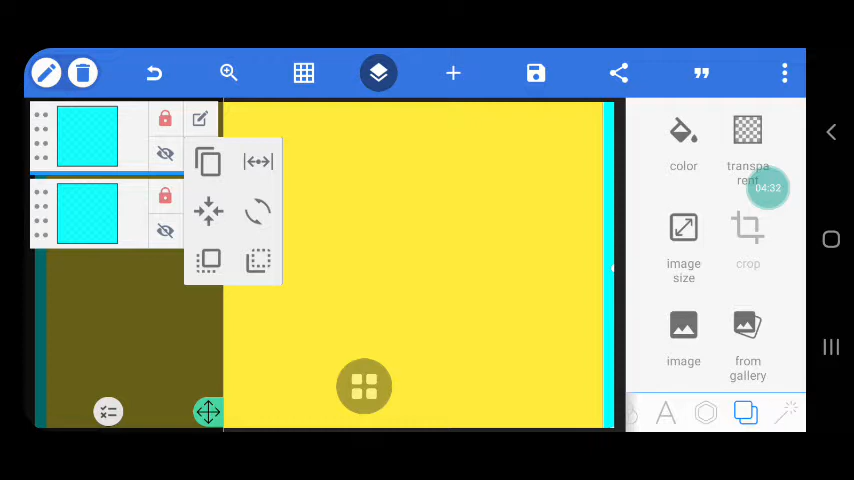 color
transpa
rent
04:32
image
size
crop
image
from
gallery
A